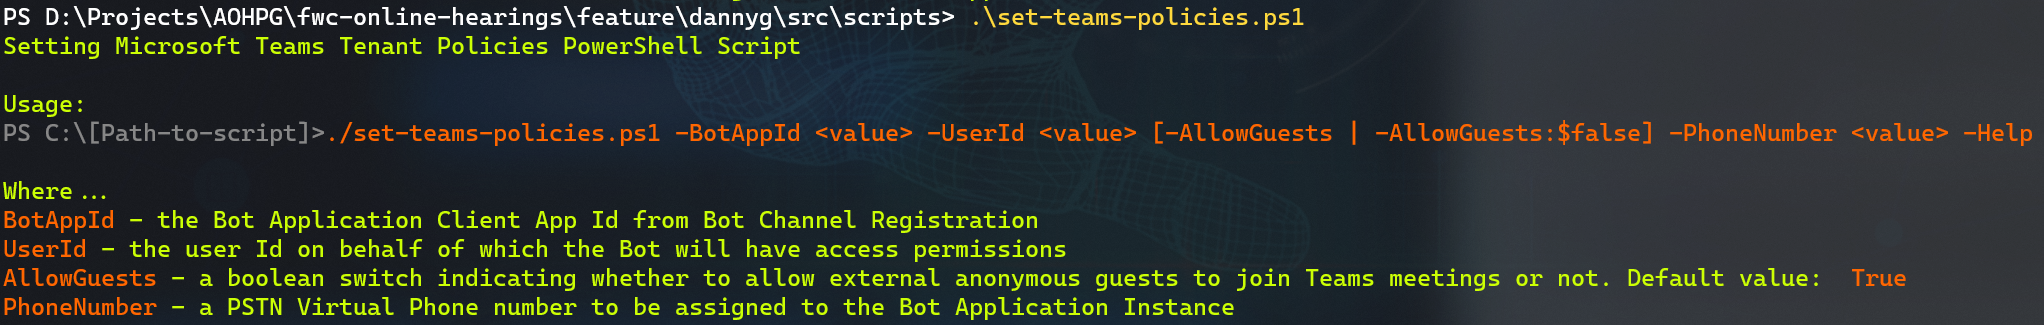 PS D:\Projects\AOHPG\fwc-online-hearings\feature\dannyg\src\scripts> .\set-teams-policies.ps1
Setting Microsoft Teams Tenant Policies PowerShell Script
Usage:
PS C:\[Path-to-script]>./set-teams-policies.ps1 -BotAppId <value> -UserId <value> [-AllowGuests | -AllowGuests:$false] -PhoneNumber <value> -Help
Where...
BotAppId - the Bot Application Client App Id from Bot Channel Registration
UserId - the user Id on behalf of which the Bot will have access permissions
AllowGuests - a boolean switch indicating whether to allow external anonymous guests to join Teams meetings or not. Default value:  True
PhoneNumber - a PSTN Virtual Phone number to be assigned to the Bot Application Instance